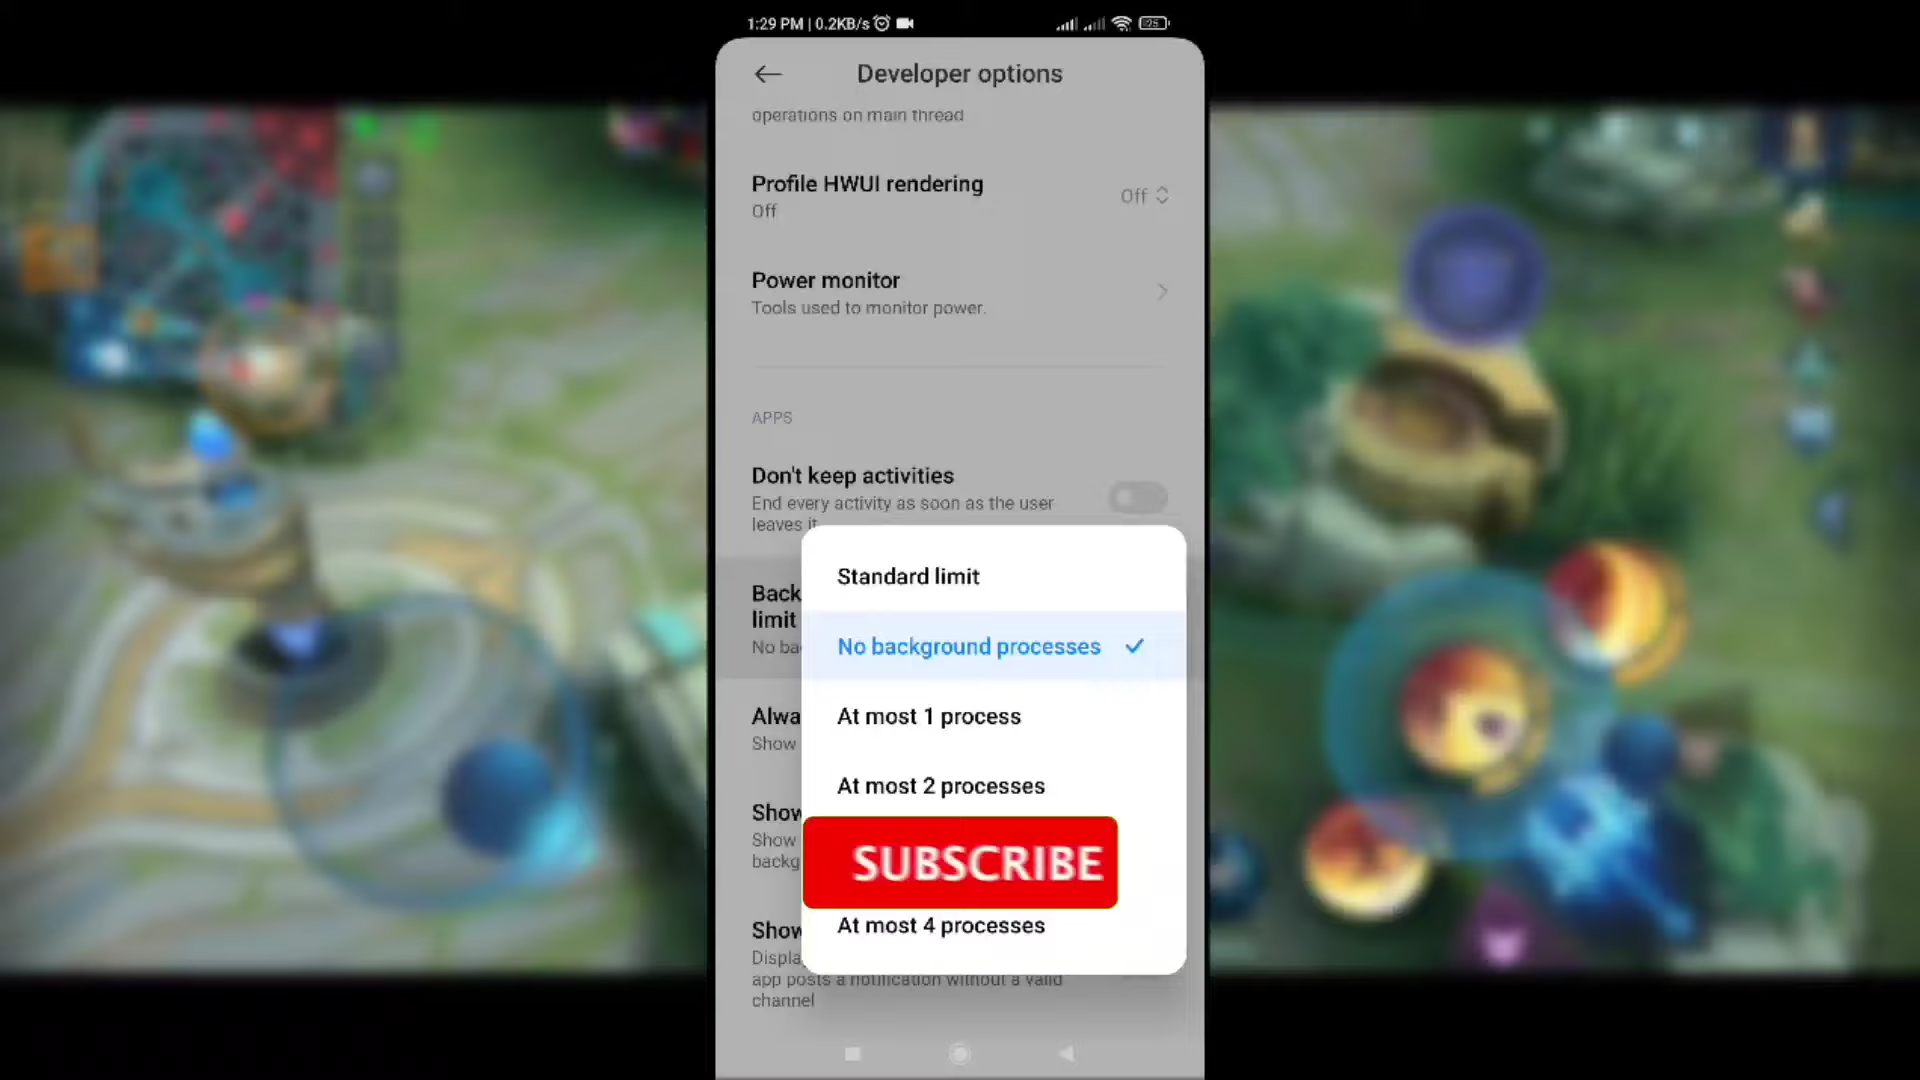 1:29 PM | 0.2KB/s
25
Developer options
operations on main thread
Profile HWUI rendering
Off
Off
Power monitor
Tools used to monitor power.
APPS
Don't keep activities
End every activity as soon as the user
leaves it
Standard limit
Back
limit
No background processes
No ba
At most 1 process
Alwa
Show
At most 2 processes
Show
Show
backg
SUBSCRIBE
At most 4 processes
Show
Displa
app posts a notification without a valid
channel